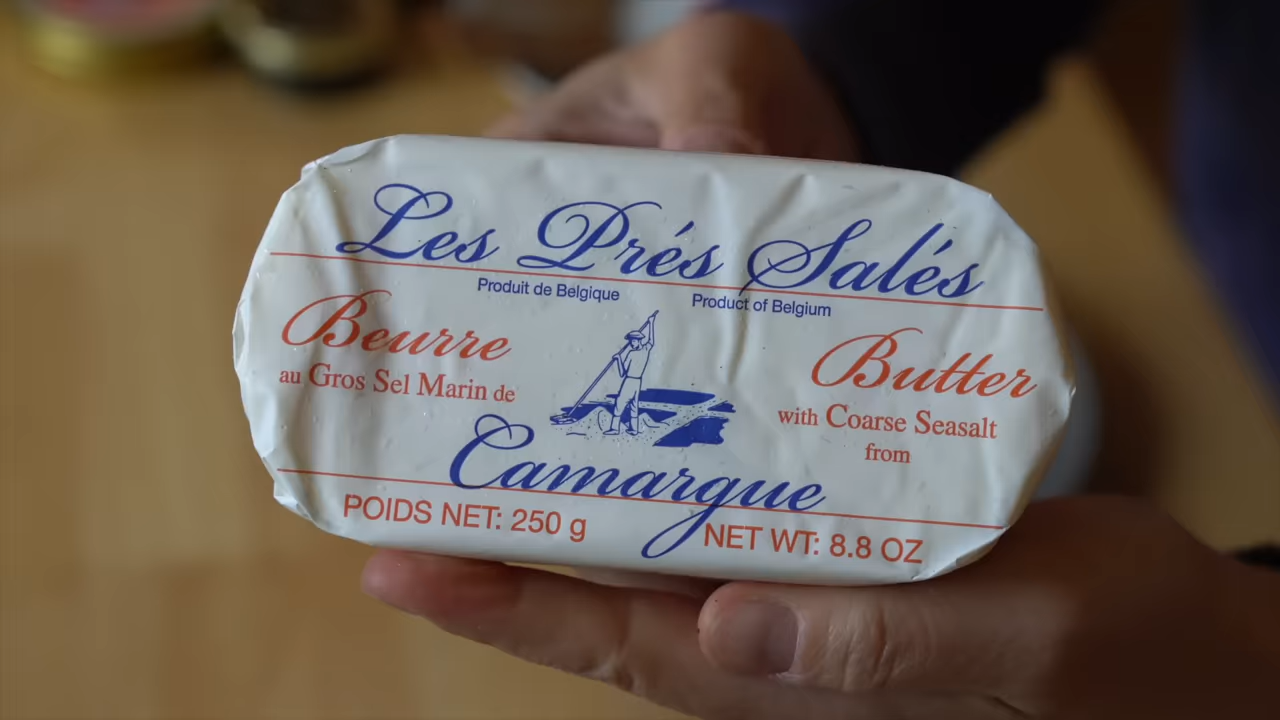 Les Prés Salés
Produit de Belgique
Product of Belgium
Beurre
au Gros Sel Marin de
Butter
with Coarse Seasalt
from
Camargue
POIDS NET: 250 g
NET WT: 8.8 OZ